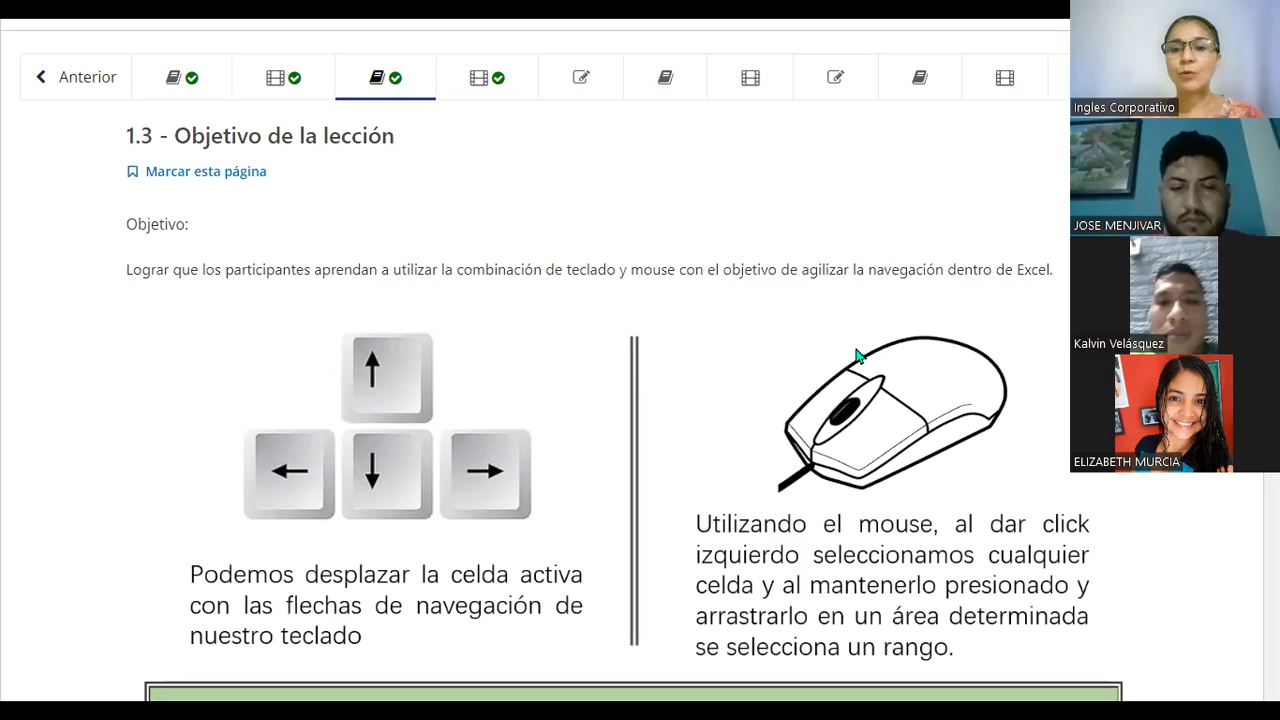 Anterior
1.3 - Objetivo de la lección
Marcar esta página
Objetivo:
Lograr que los participantes aprendan a utilizar la combinación de teclado y mouse con el objetivo de agilizar la navegación dentro de Excel.
Podemos desplazar la celda activa
con las flechas de navegación de
nuestro teclado
Utilizando el mouse, al dar click
izquierdo seleccionamos cualquier
celda y al mantenerlo presionado y
arrastrarlo en un área determinada
se selecciona un rango.
Ingles Corporativo
JOSE MENJIVAR
Kalvin Velásquez
ELIZABETH MURCIA